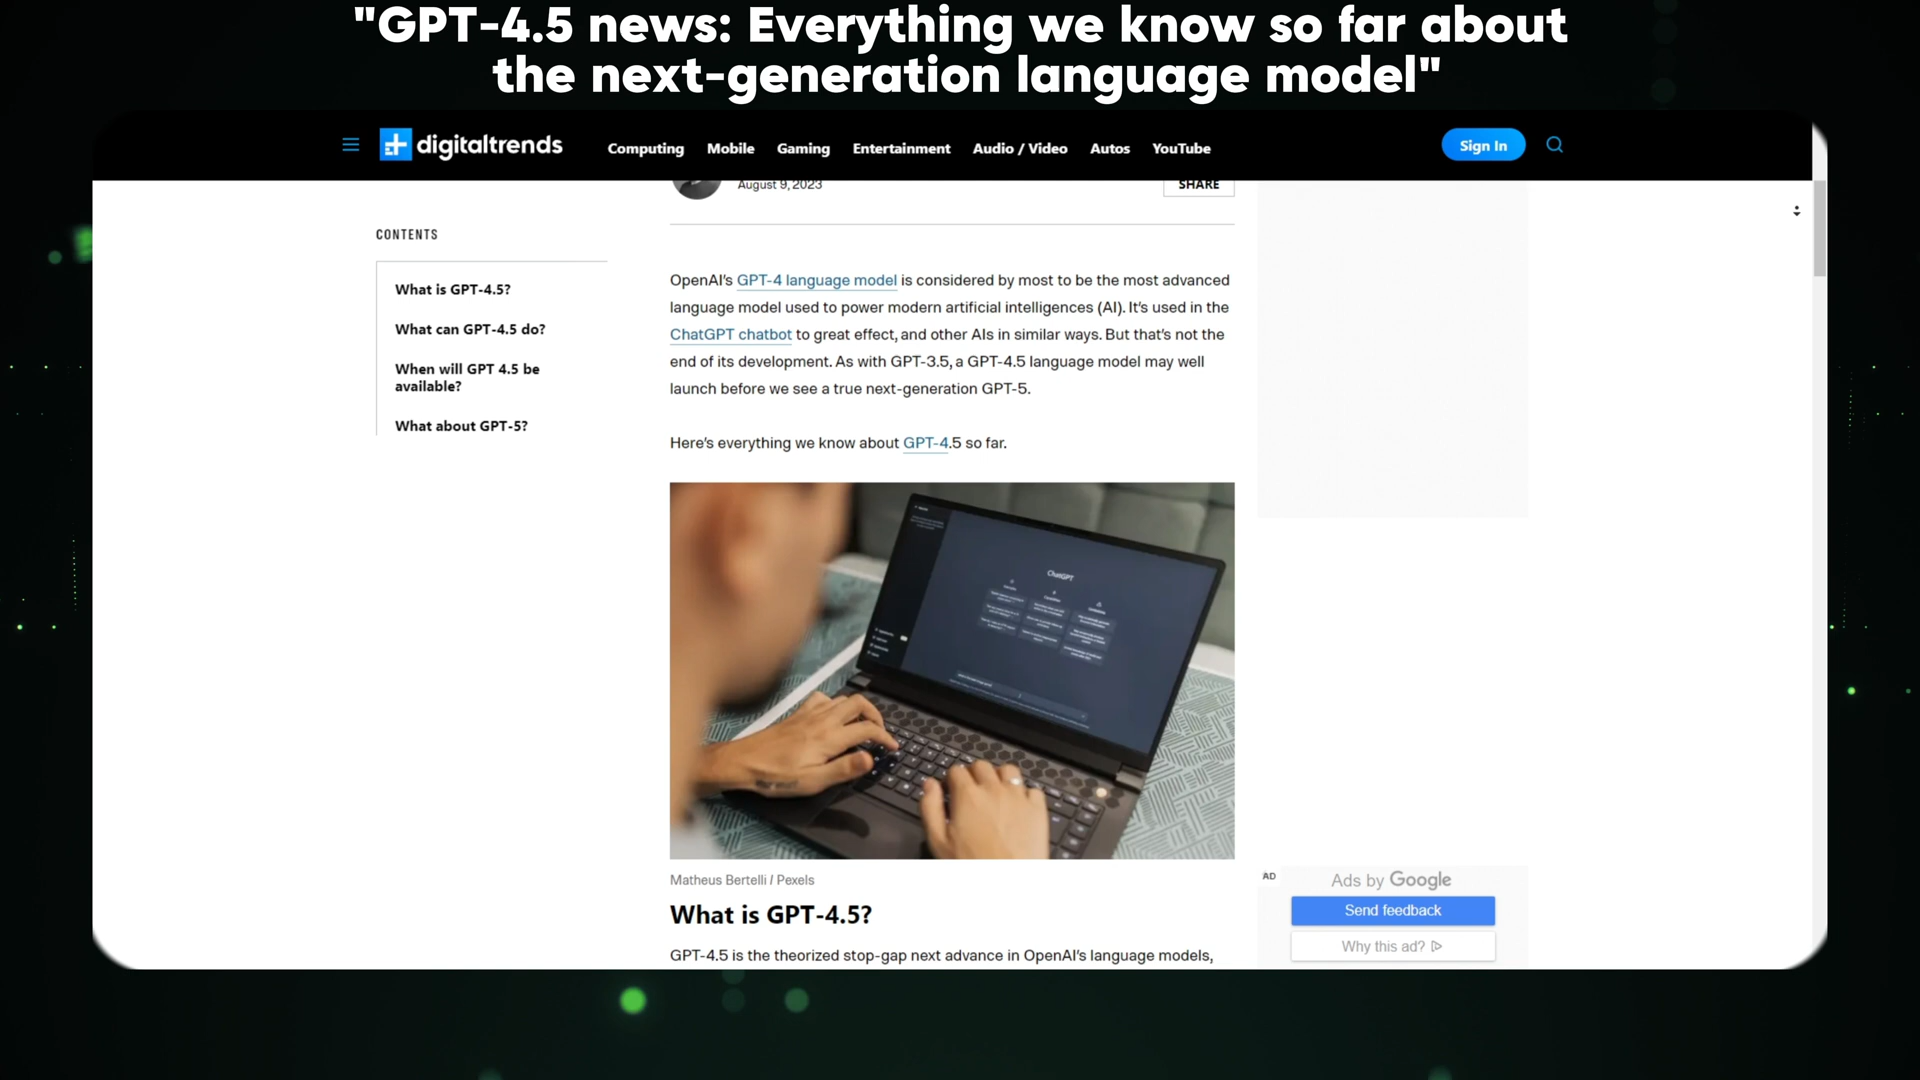 "GPT-4.5 news: Everything we know so far about
the next-generation language model"
digitaltrends
Computing Mobile Gaming Entertainment Audio / Video Autos YouTube
Sign In
August 9, 2023
SHARE
CONTENTS
What is GPT-4.5?
What can GPT-4.5 do?
When will GPT 4.5 be
available?
What about GPT-5?
OpenAI's GPT-4 language model is considered by most to be the most advanced
language model used to power modern artificial intelligences (AI). It's used in the
ChatGPT chatbot to great effect, and other AIs in similar ways. But that's not the
end of its development. As with GPT-3.5, a GPT-4.5 language model may well
launch before we see a true next-generation GPT-5.
Here's everything we know about GPT-4.5 so far.
ChatGPT
Matheus Bertelli / Pexels
What is GPT-4.5?
GPT-4.5 is the theorized stop-gap next advance in OpenAI's language models,
AD
Ads by Google
Send feedback
Why this ad?